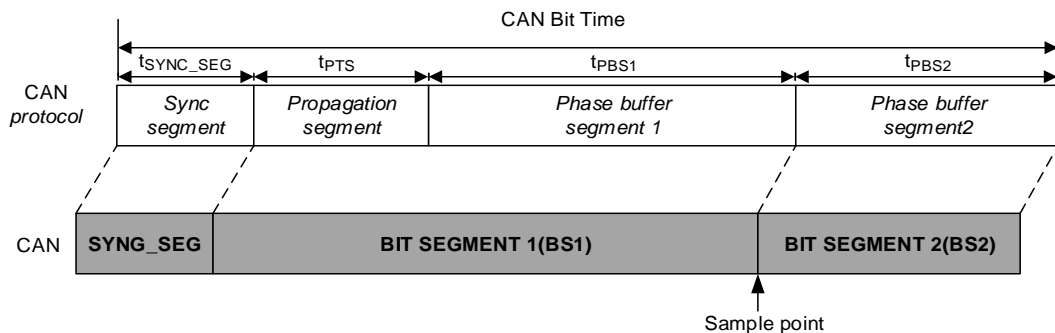 CAN Bit Time
tSYNC_SEG tPTS tPBS1 tPBS2
CAN
protocol
Sync
segment
Propagation
segment
Phase buffer
segment 1
Phase buffer
segment2
CAN
SYNG_SEG
BIT SEGMENT 1(BS1)
BIT SEGMENT 2(BS2)
Sample point